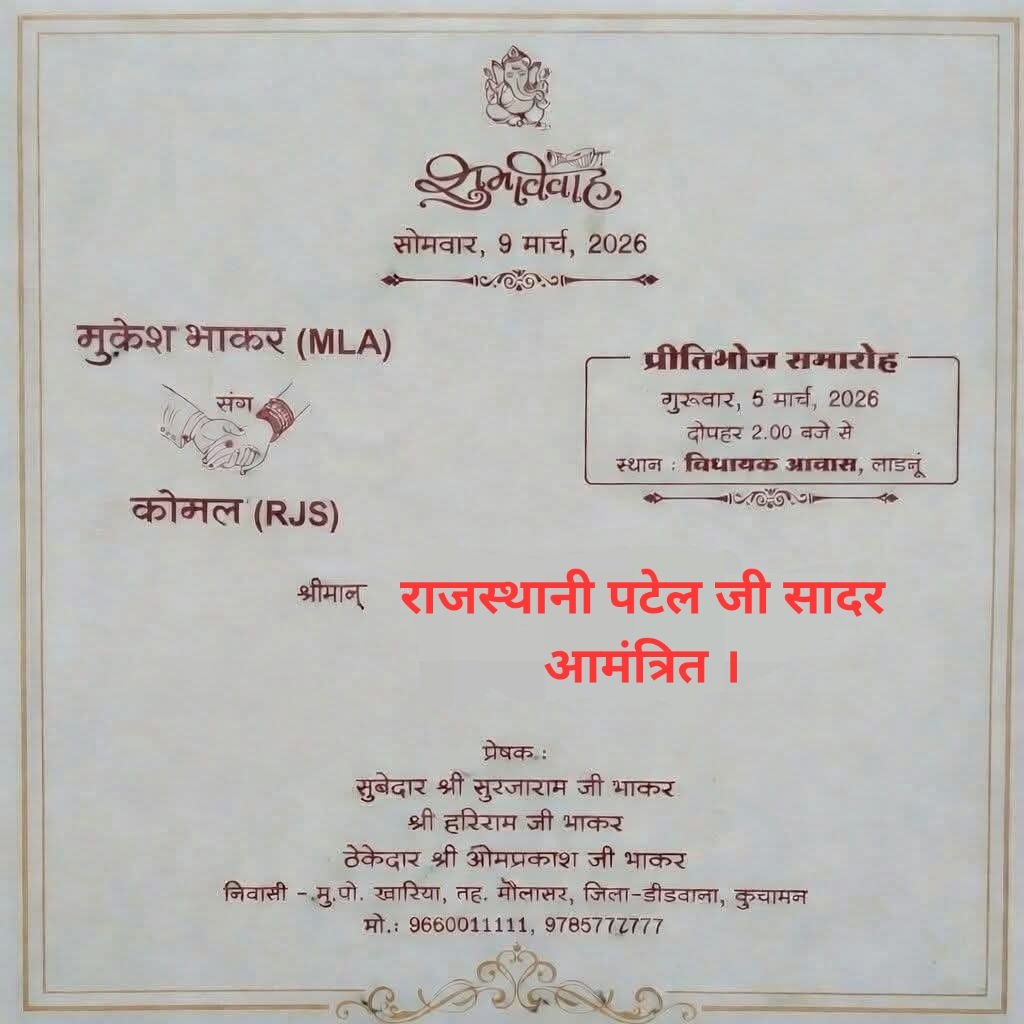 शुभविवाह
सोमवार, 9 मार्च, 2026
मुकेश भाकर (MLA)
संग
कोमल (RJS)
प्रीतिभोज समारोह
गुरूवार, 5 मार्च, 2026
दोपहर 2.00 बजे से
स्थान : विधायक आवास, लाडनूं
श्रीमान् राजस्थानी पटेल जी सादर
आमंत्रित ।
प्रेषक :
सुबेदार श्री सुरजाराम जी भाकर
श्री हरिराम जी भाकर
ठेकेदार श्री ओमप्रकाश जी भाकर
निवासी - मु.पो. खारिया, तह. मौलासर, जिला-डीडवाना, कुचामन
मो.: 9660011111, 9785777777